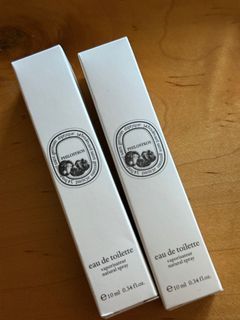 PHILOSYKOS
eau de toilette
vaporisateur
natural spray
℮ 10 ml 0.34 fl.oz
PHILOSYKOS
eau de toilette
vaporisateur
natural spray
℮ 10 ml 0.34 fl.oz